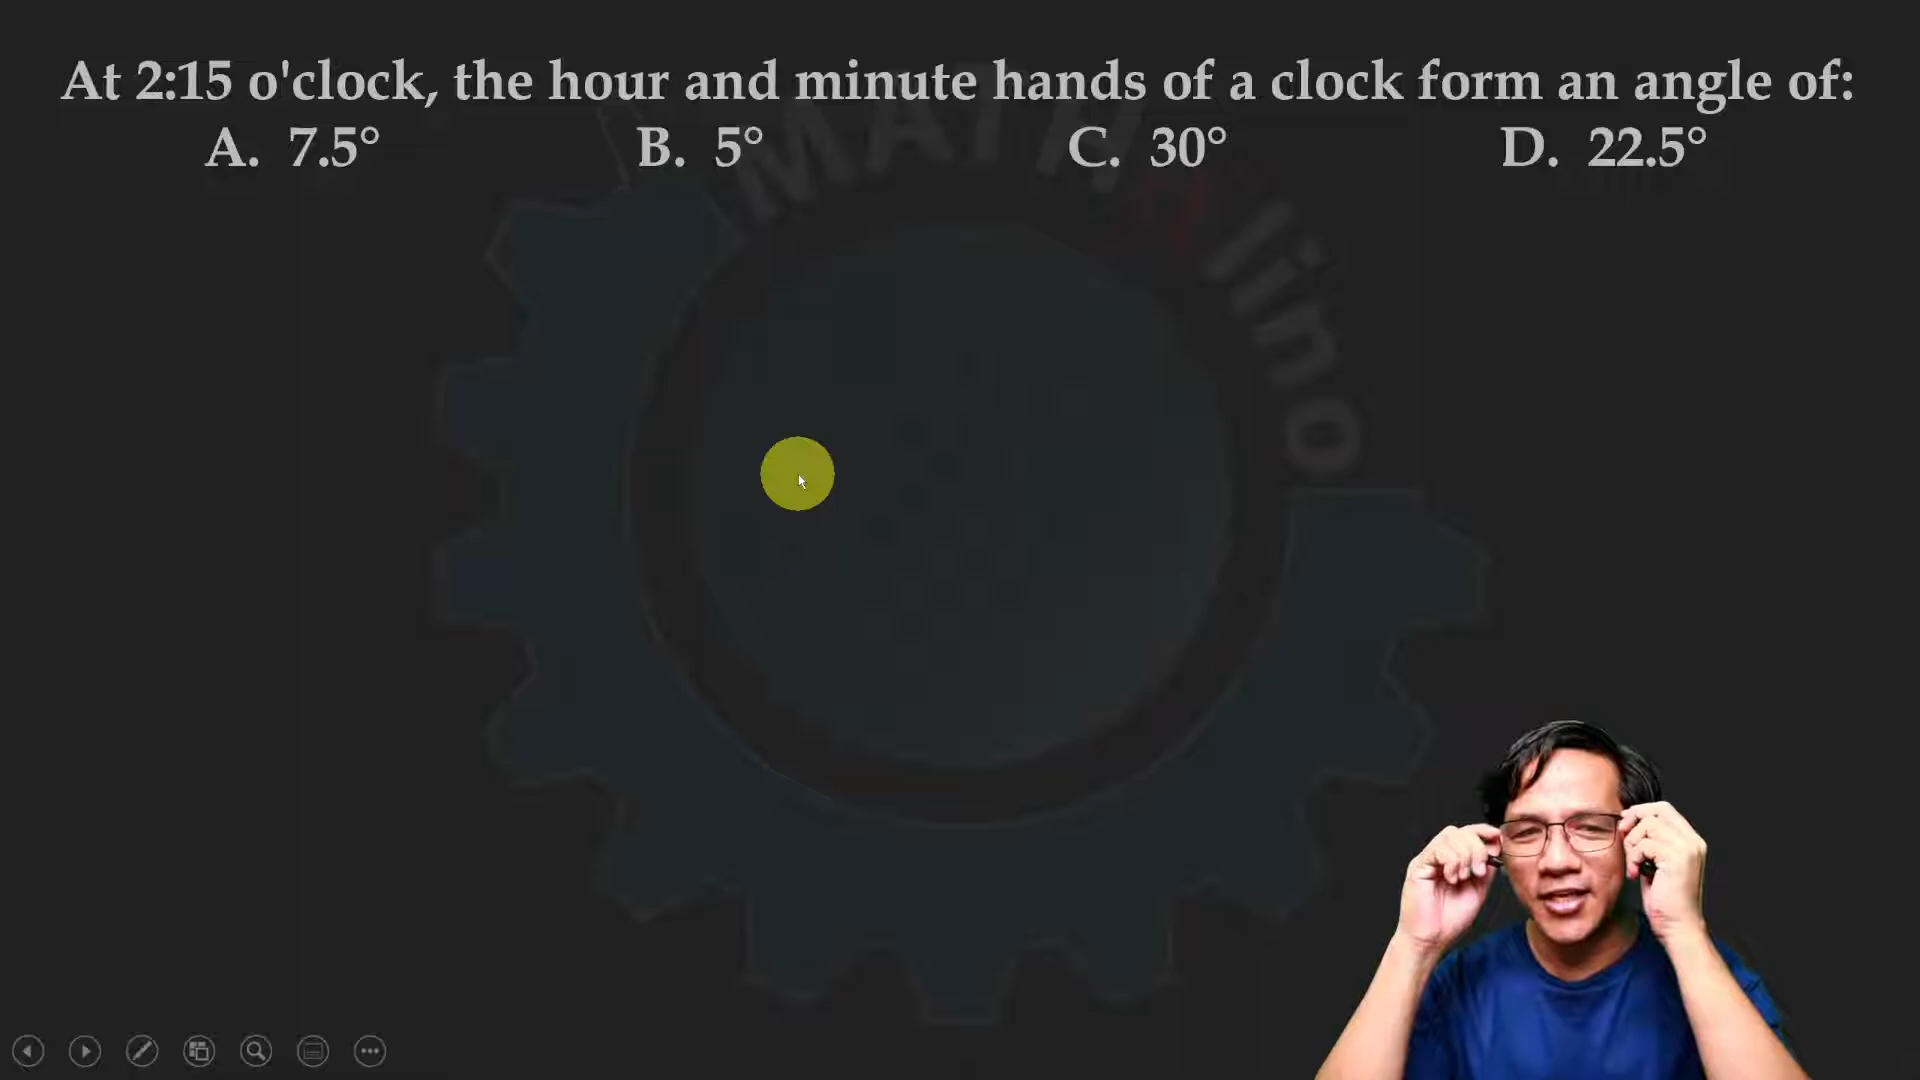 At 2:15 o'clock, the hour and minute hands of a clock form an angle of:
A. 7.5° B. 5° C. 30° D. 22.5°
MATHalino